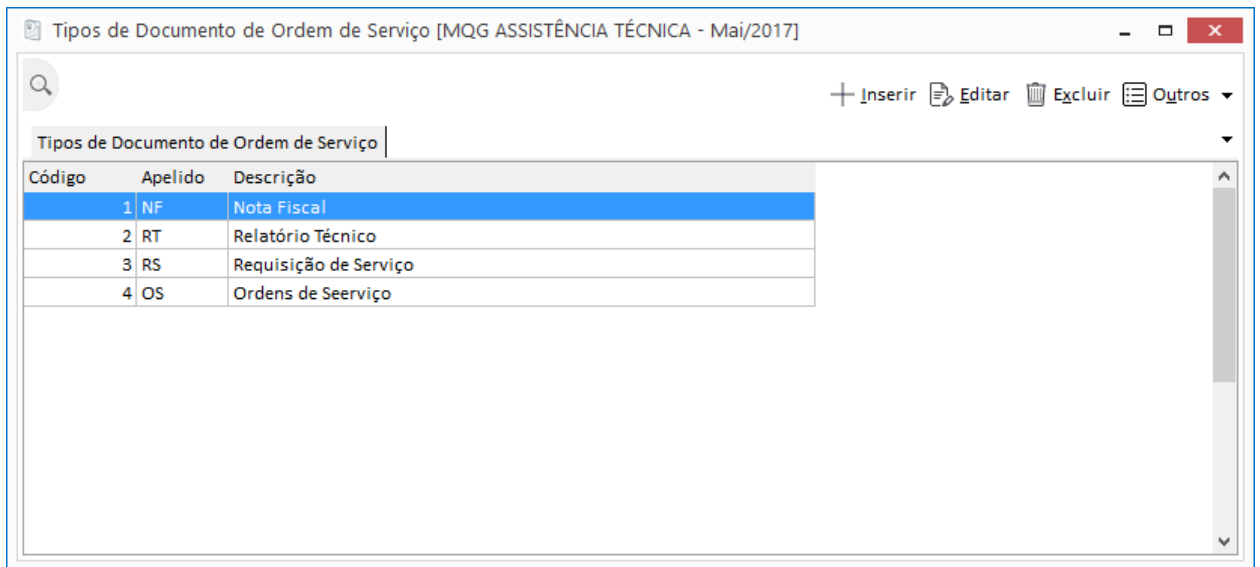 Tipos de Documento de Ordem de Serviço [MQG ASSISTÊNCIA TÉCNICA - Mai/2017]
Inserir Editar Excluir Outros
Tipos de Documento de Ordem de Serviço
Código Apelido Descrição
1 NF Nota Fiscal
2 RT Relatório Técnico
3 RS Requisição de Serviço
4 OS Ordens de Seerviço